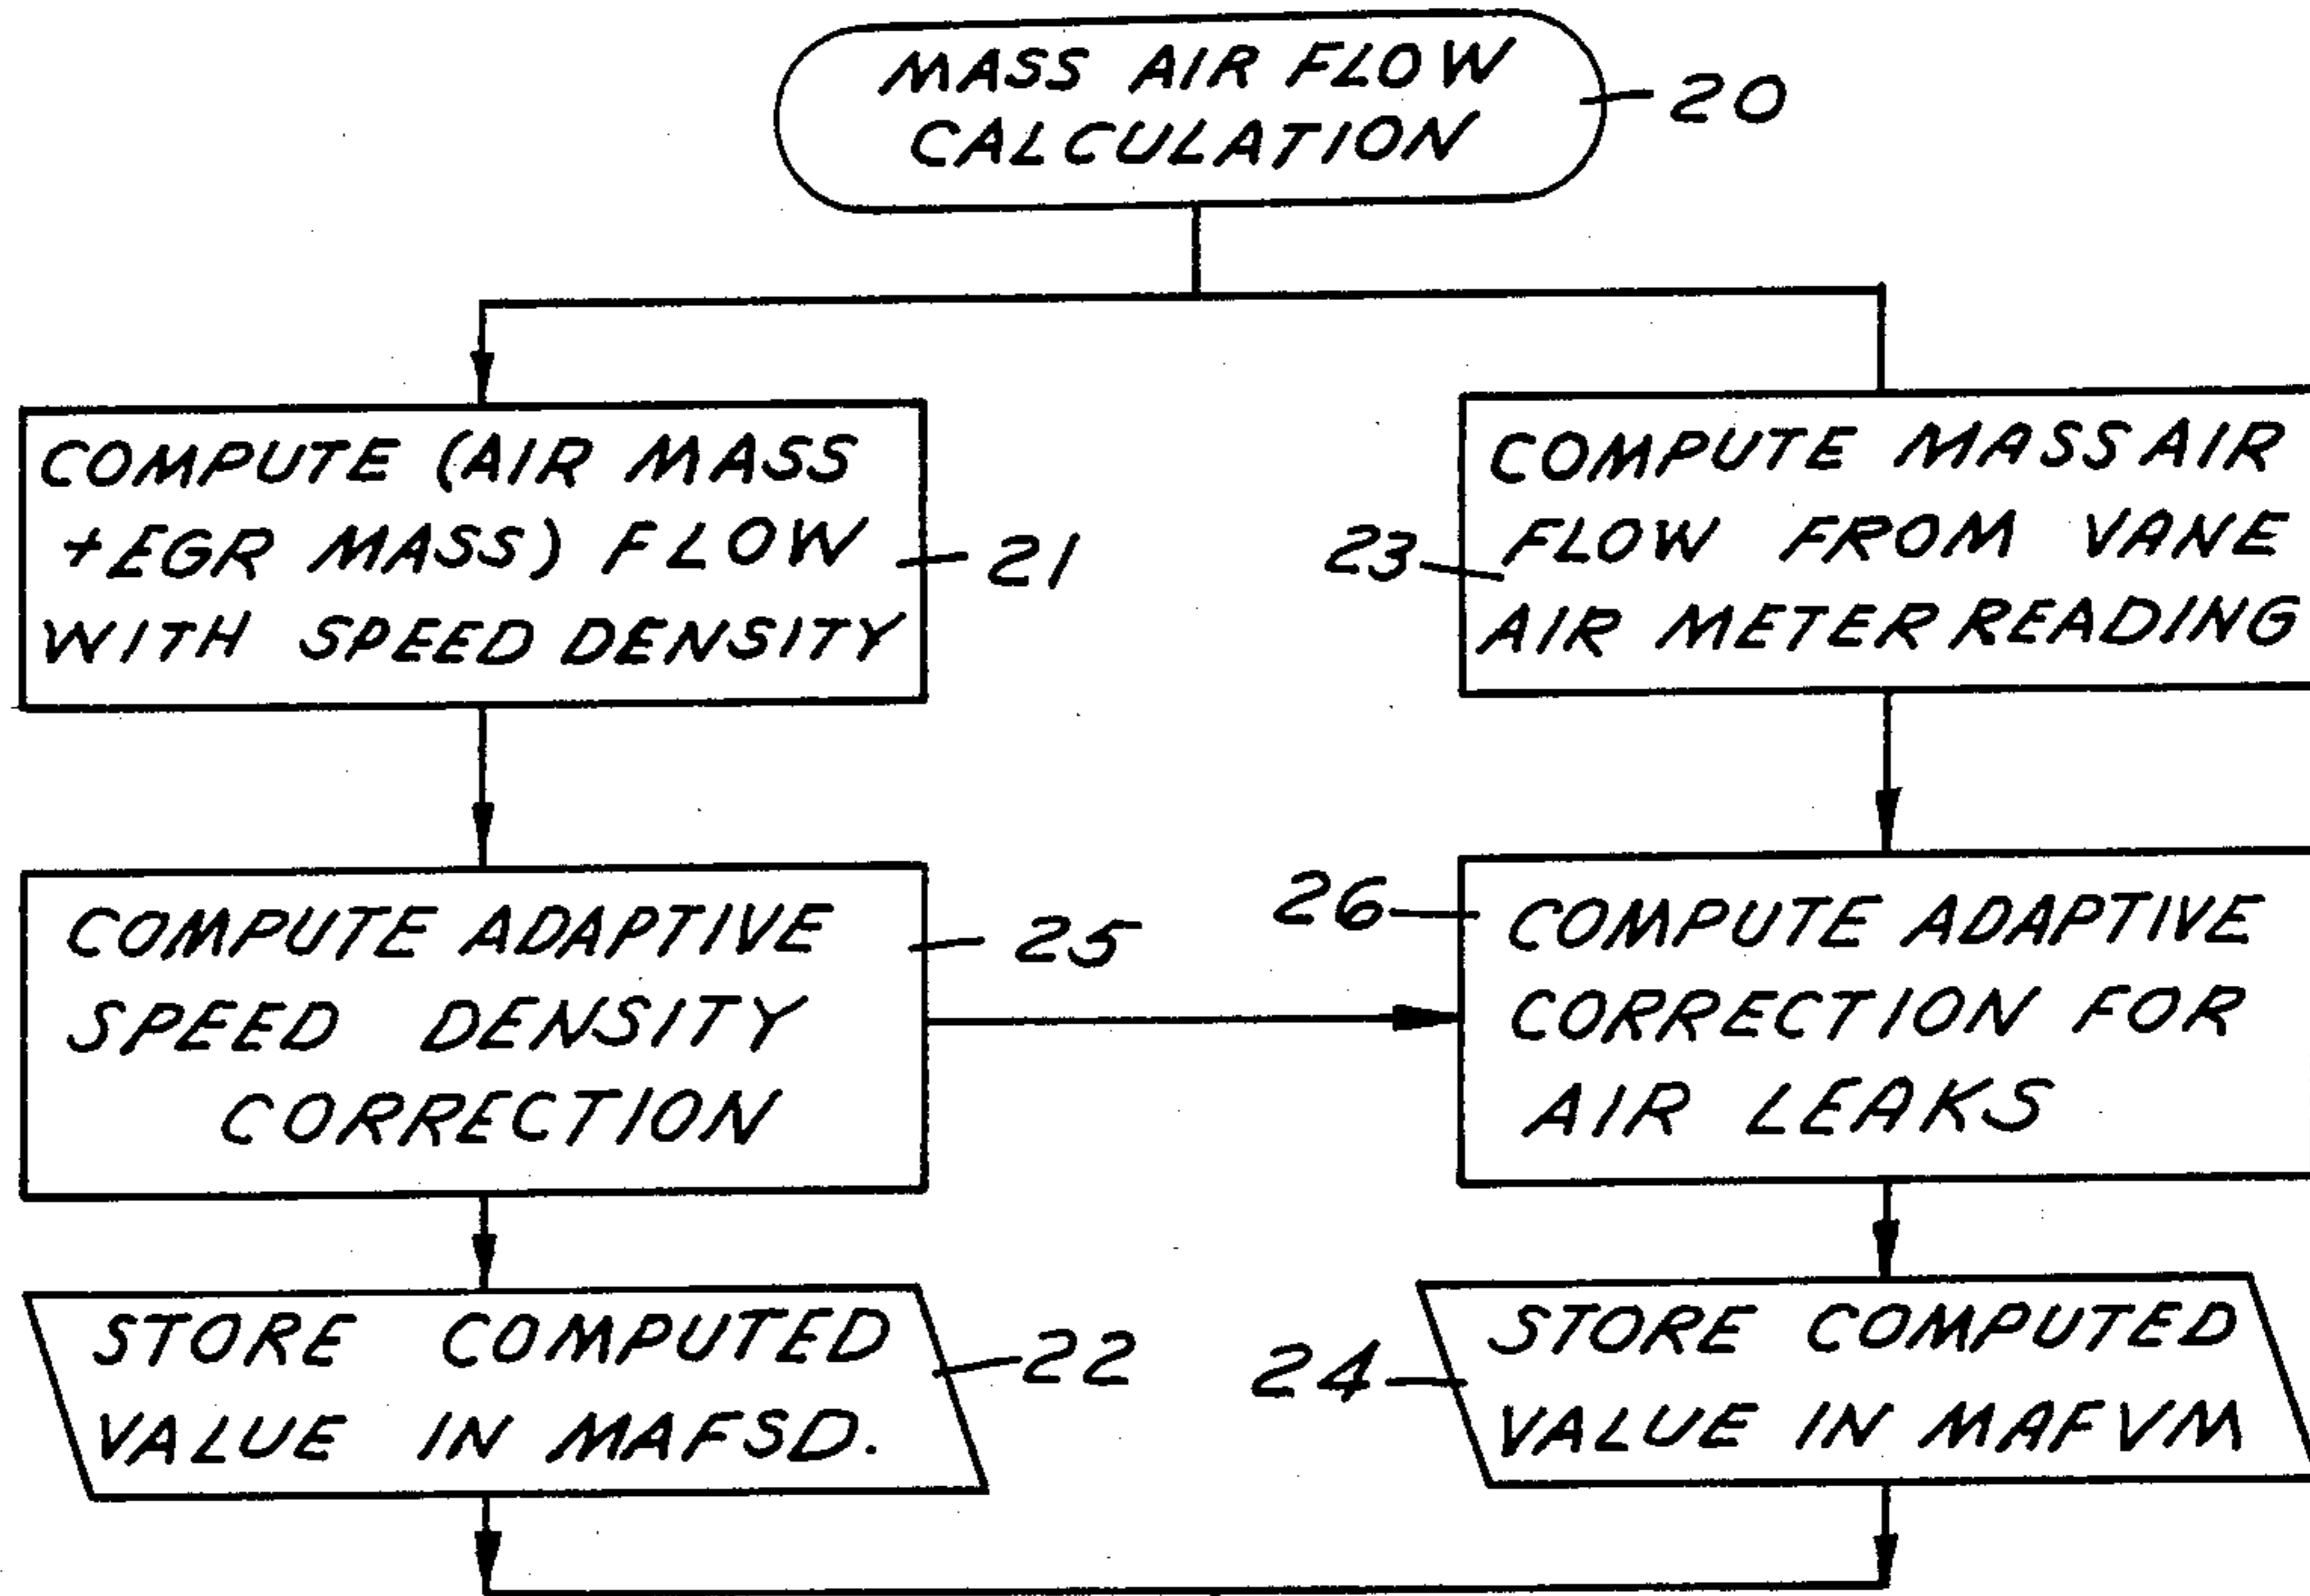 MASS AIR FLOW
CALCULATION
20
COMPUTE (AIR MASS
+EGR MASS) FLOW
WITH SPEED DENSITY
21
23
COMPUTE MASS AIR
FLOW FROM VANE
AIR METER READING
COMPUTE ADAPTIVE
SPEED DENSITY
CORRECTION
25
26
COMPUTE ADAPTIVE
CORRECTION FOR
AIR LEAKS
STORE COMPUTED
VALUE IN MAFSD.
22
24
STORE COMPUTED
VALUE IN MAFVM